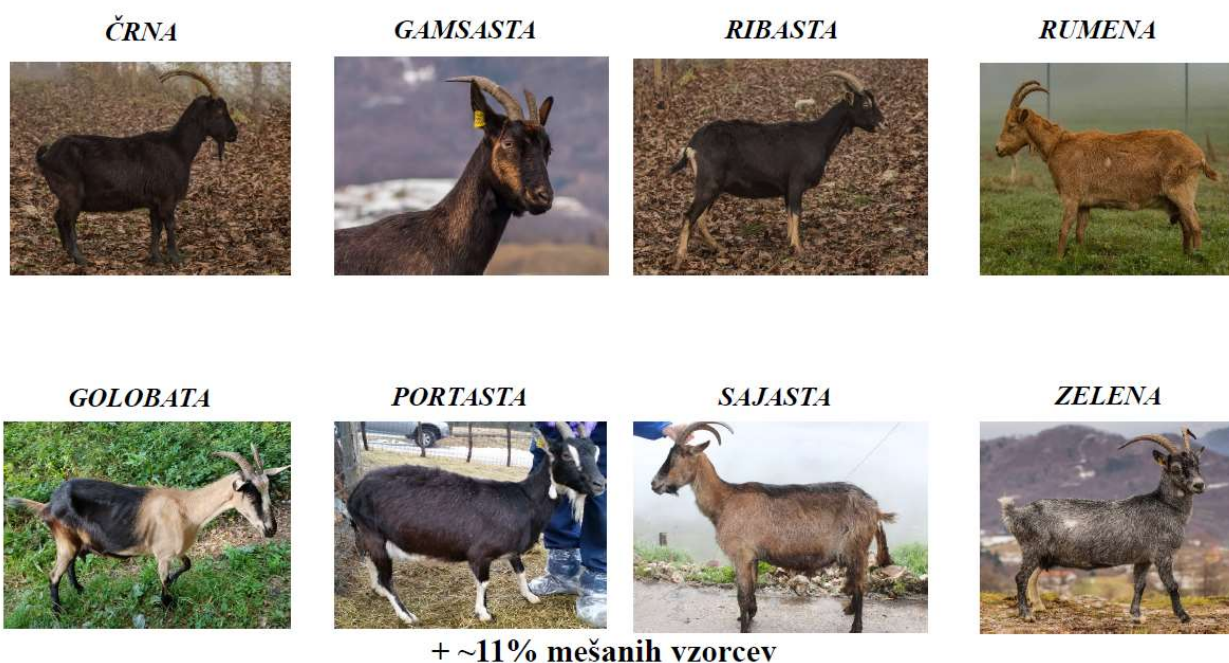 ČRNA
GAMSASTA
RIBASTA
RUMENA
GOLOBATA
PORTASTA
SAJASTA
ZELENA
+ ~11% mešanih vzorcev